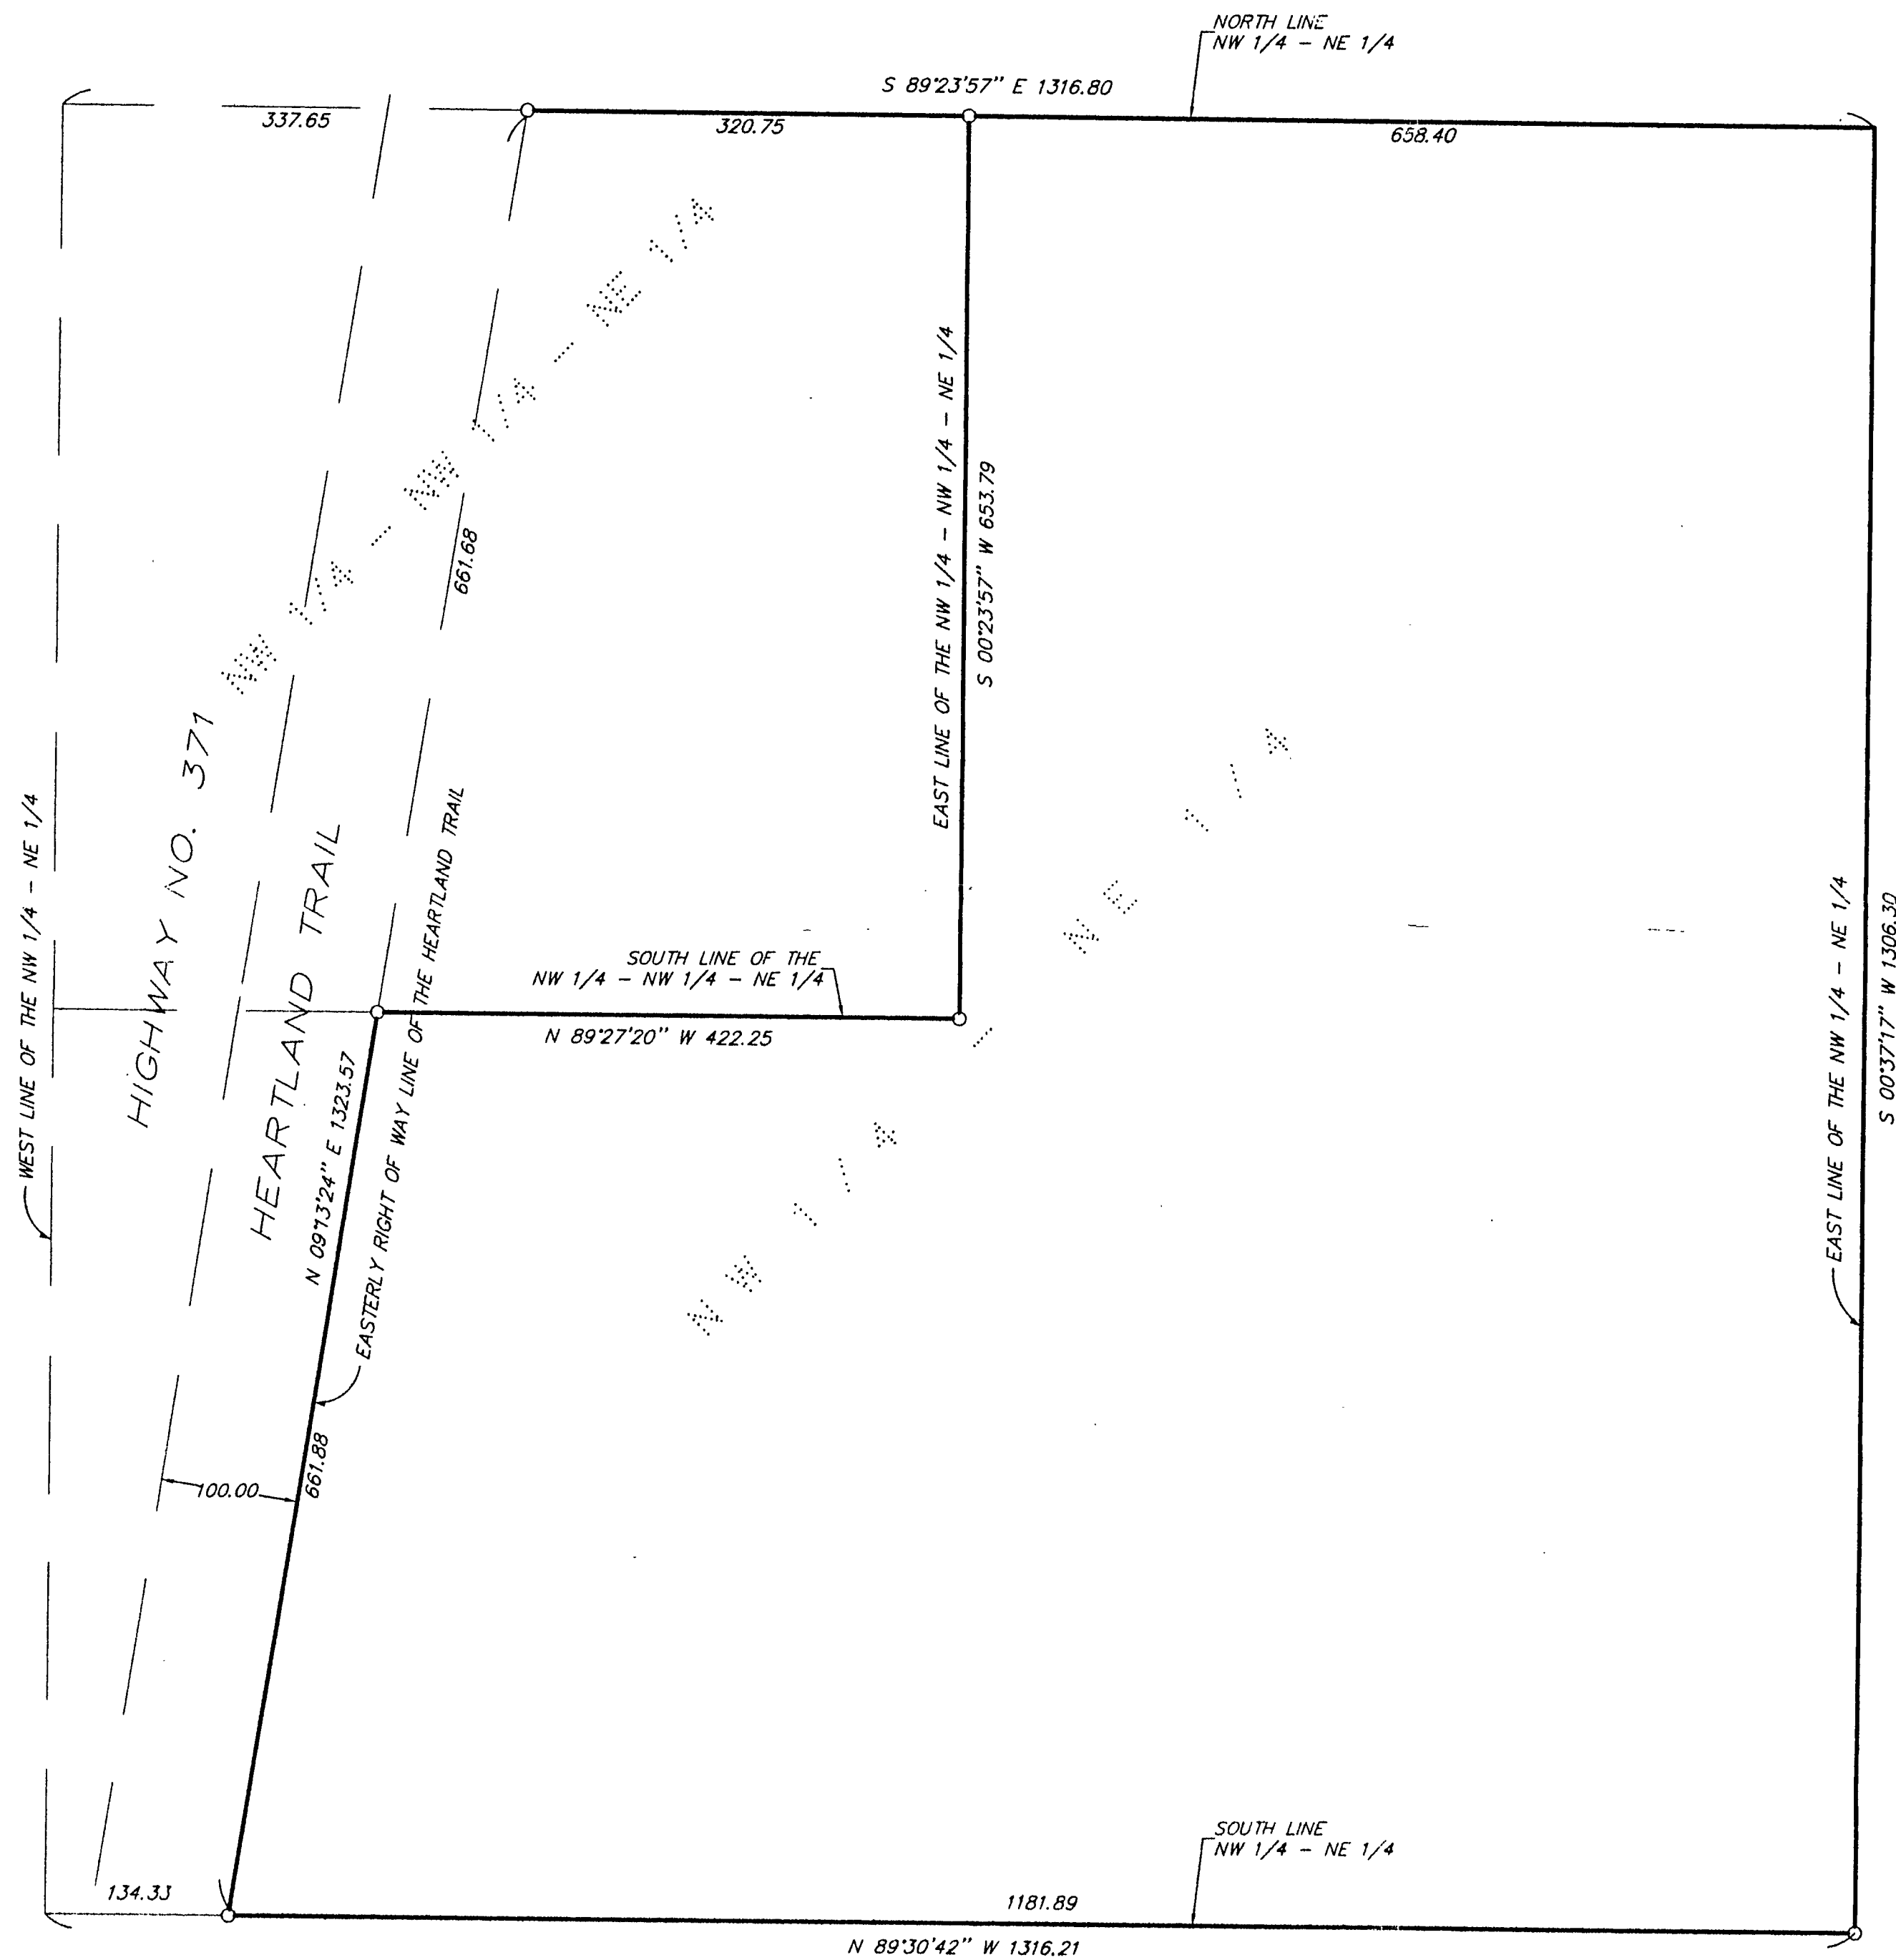 NORTH LINE
NW 1/4 - NE 1/4
S 89°23'57" E 1316.80
337.65
320.75
658.40
NW 1/4 - NW 1/4 - NE 1/4
661.68
EAST LINE OF THE NW 1/4 - NW 1/4 - NE 1/4
S 00°23'57" W 653.79
HIGHWAY NO. 371
HEARTLAND TRAIL
WEST LINE OF THE NW 1/4 - NE 1/4
EASTERLY RIGHT OF WAY LINE OF THE HEARTLAND TRAIL
SOUTH LINE OF THE
NW 1/4 - NW 1/4 - NE 1/4
N 89°27'20" W 422.25
N 09°13'24" E 1323.57
NW 1/4 - NE 1/4
EAST LINE OF THE NW 1/4 - NE 1/4
S 00°37'17" W 1306.30
661.88
100.00
SOUTH LINE
NW 1/4 - NE 1/4
134.33
1181.89
N 89°30'42" W 1316.21